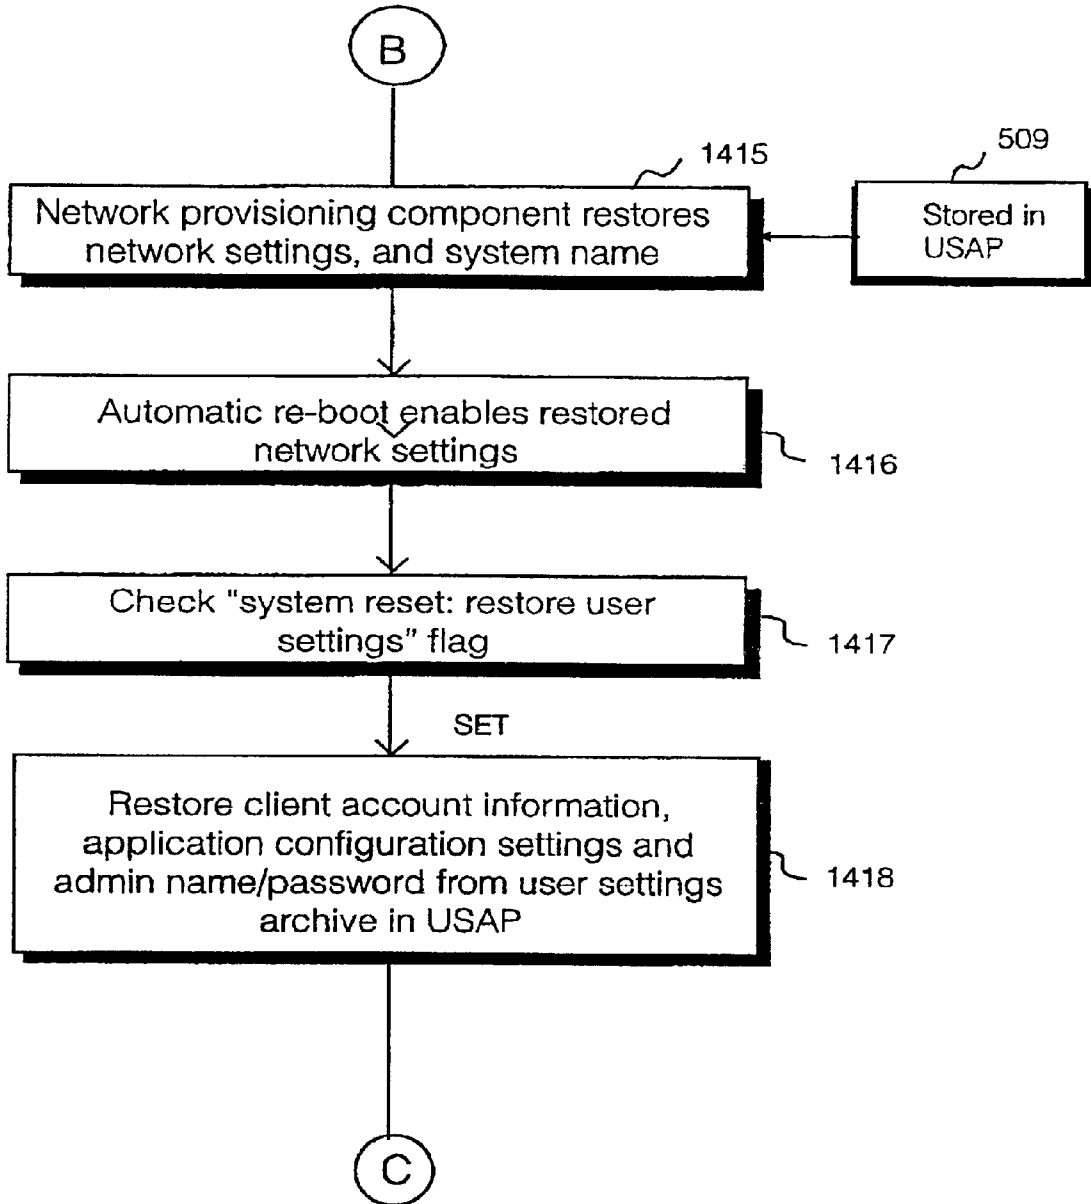 B
1415
509
Network provisioning component restores
network settings, and system name
Stored in
USAP
Automatic re-boot enables restored
network settings
1416
Check "system reset: restore user
settings" flag
1417
SET
Restore client account information,
application configuration settings and
admin name/password from user settings
archive in USAP
1418
C